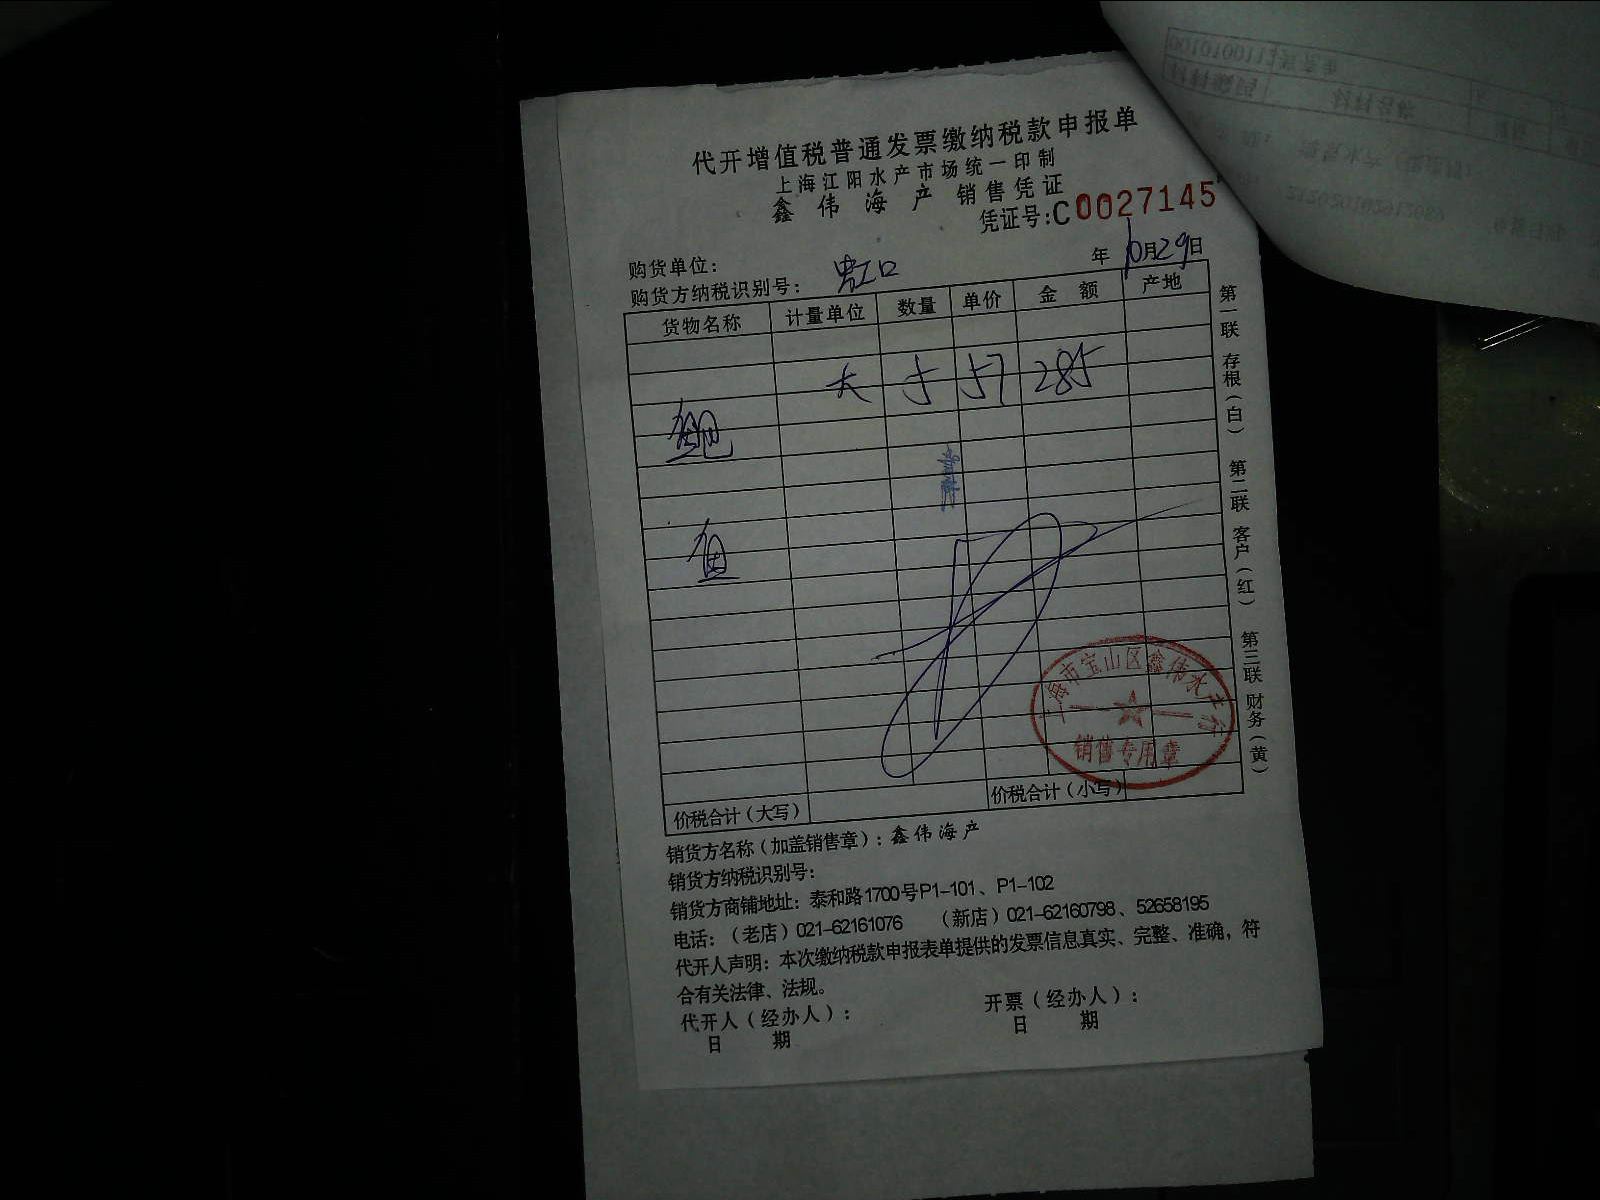 代开增值税普通发票缴纳税款申报单
上海江阳水产市场统一印制
鑫伟海产 销售凭证
凭证号:C0027145
购货单位:
年10月29日
购货方纳税识别号: 虹口
货物名称 计量单位 数量 单价 金 额 产地
大 5 57 285
鲍
鱼
价税合计(大写) 价税合计(小写)
上海市宝山区鑫伟水产行
销售专用章
第一联 存根(白) 第二联 客户(红) 第三联 财务(黄)
销货方名称(加盖销售章):鑫伟海产
销货方纳税识别号:
销货方商铺地址:泰和路1700号P1-101、P1-102
电话:(老店)021-62161076 (新店)021-62160798、52658195
代开人声明:本次缴纳税款申报表单提供的发票信息真实、完整、准确,符
合有关法律、法规。
代开人(经办人): 开票(经办人):
日 期 日 期